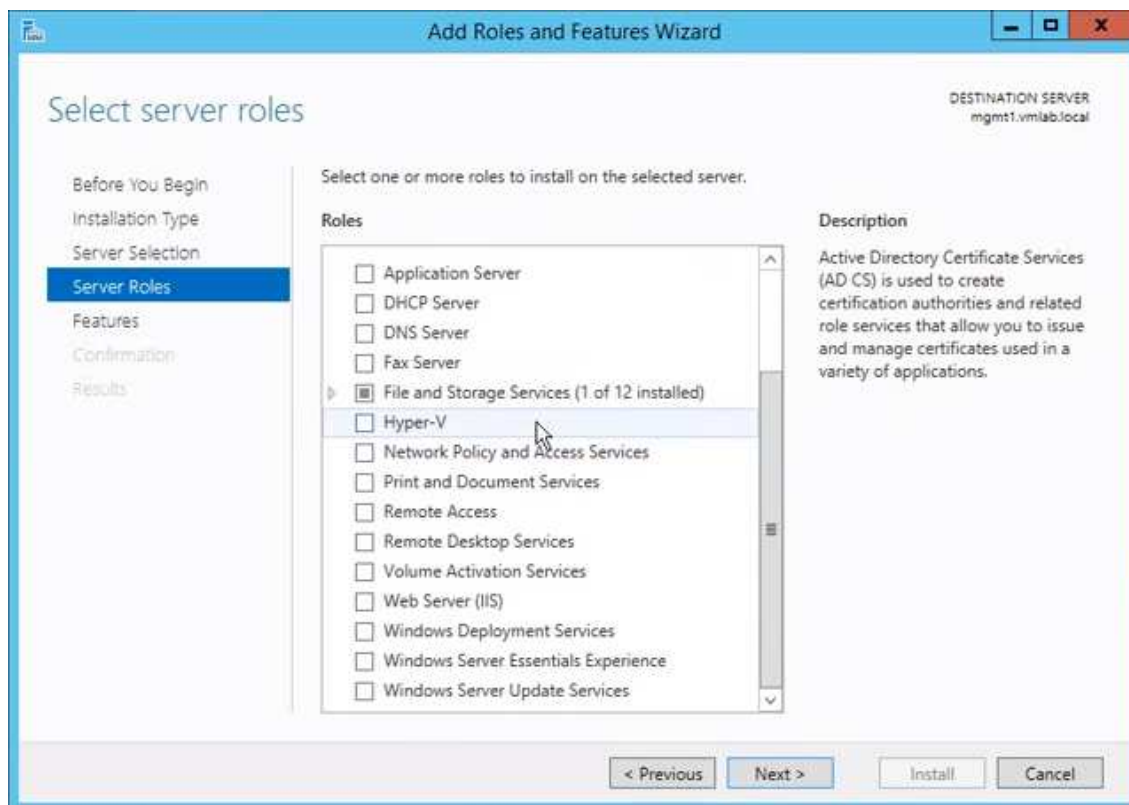 Add Roles and Features Wizard
Select server roles
DESTINATION SERVER
mgmt1.vmlab.local
Before You Begin
Installation Type
Server Selection
Server Roles
Features
Confirmation
Results
Select one or more roles to install on the selected server.
Roles
Application Server
DHCP Server
DNS Server
Fax Server
File and Storage Services (1 of 12 installed)
Hyper-V
Network Policy and Access Services
Print and Document Services
Remote Access
Remote Desktop Services
Volume Activation Services
Web Server (IIS)
Windows Deployment Services
Windows Server Essentials Experience
Windows Server Update Services
Description
Active Directory Certificate Services
(AD CS) is used to create
certification authorities and related
role services that allow you to issue
and manage certificates used in a
variety of applications.
< Previous
Next >
Install
Cancel